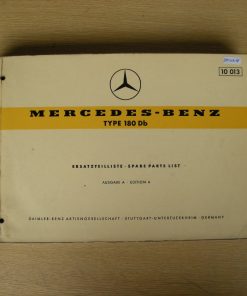 10 013
MERCEDES-BENZ
TYPE 180 Db
ERSATZTEILLISTE · SPARE PARTS LIST
AUSGABE A · EDITION A
DAIMLER-BENZ AKTIENGESELLSCHAFT · STUTTGART-UNTERTÜRKHEIM · GERMANY